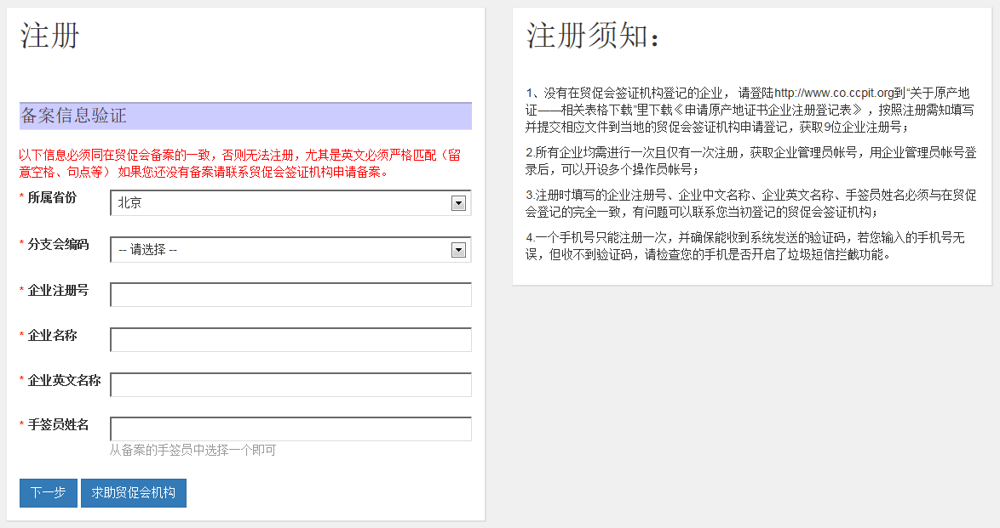 注册
备案信息验证
以下信息必须同在贸促会备案的一致，否则无法注册，尤其是英文必须严格匹配（留
意空格、句点等） 如果您还没有备案请联系贸促会签证机构申请备案。
* 所属省份
北京
* 分支会编码
-- 请选择 --
* 企业注册号
* 企业名称
* 企业英文名称
* 手签员姓名
从备案的手签员中选择一个即可
下一步 求助贸促会机构
注册须知：
1、没有在贸促会签证机构登记的企业， 请登陆http://www.co.ccpit.org到“关于原产地
证——相关表格下载”里下载《申请原产地证书企业注册登记表》 ，按照注册需知填写
并提交相应文件到当地的贸促会签证机构申请登记，获取9位企业注册号；
2.所有企业均需进行一次且仅有一次注册，获取企业管理员帐号，用企业管理员帐号登
录后，可以开设多个操作员帐号；
3.注册时填写的企业注册号、企业中文名称、企业英文名称、手签员姓名必须与在贸促
会登记的完全一致，有问题可以联系您当初登记的贸促会签证机构；
4.一个手机号只能注册一次，并确保能收到系统发送的验证码，若您输入的手机号无
误，但收不到验证码，请检查您的手机是否开启了垃圾短信拦截功能。